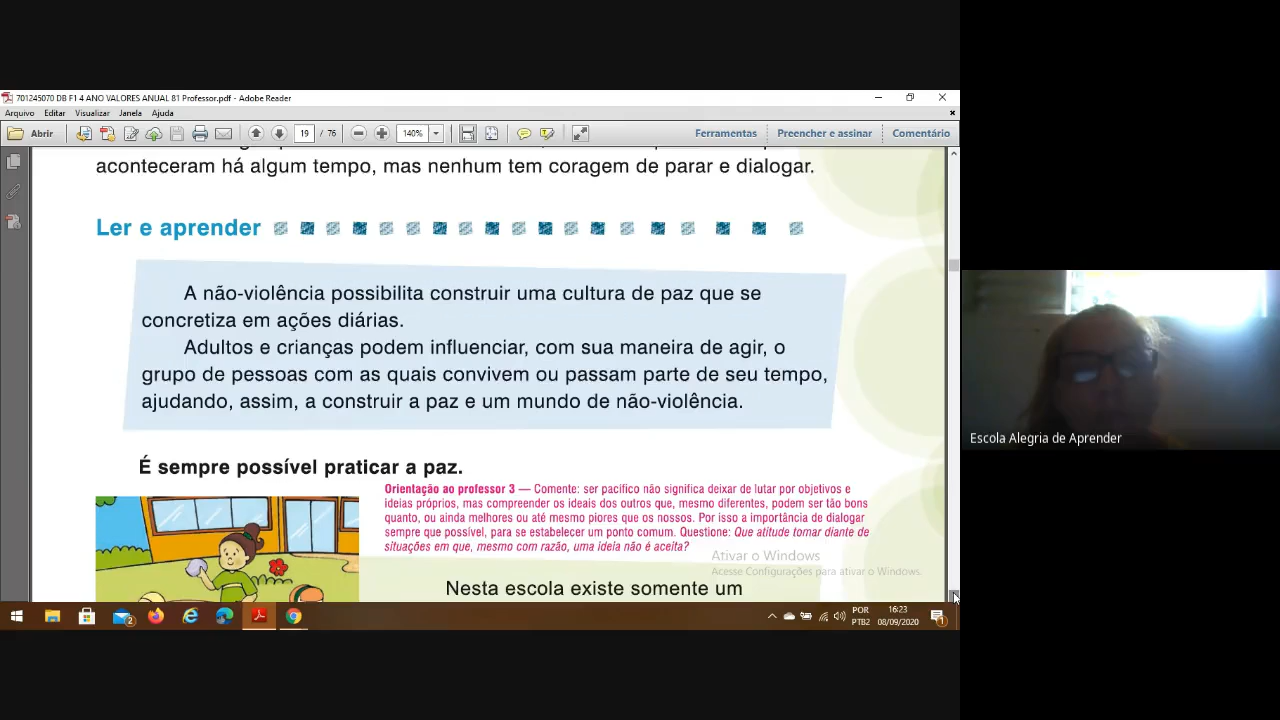 701245070 DB F1 4 ANO VALORES ANUAL 81 Professor.pdf - Adobe Reader
Arquivo Editar Visualizar Janela Ajuda
Abrir 19 / 76 140% Ferramentas Preencher e assinar Comentário
aconteceram há algum tempo, mas nenhum tem coragem de parar e dialogar.
Ler e aprender
A não-violência possibilita construir uma cultura de paz que se
concretiza em ações diárias.
Adultos e crianças podem influenciar, com sua maneira de agir, o
grupo de pessoas com as quais convivem ou passam parte de seu tempo,
ajudando, assim, a construir a paz e um mundo de não-violência.
É sempre possível praticar a paz.
Orientação ao professor 3 — Comente: ser pacífico não significa deixar de lutar por objetivos e
ideias próprios, mas compreender os ideais dos outros que, mesmo diferentes, podem ser tão bons
quanto, ou ainda melhores ou até mesmo piores que os nossos. Por isso a importância de dialogar
sempre que possível, para se estabelecer um ponto comum. Questione: Que atitude tomar diante de
situações em que, mesmo com razão, uma ideia não é aceita?
Ativar o Windows
Acesse Configurações para ativar o Windows.
Nesta escola existe somente um
Escola Alegria de Aprender
2
POR
PTB2
16:23
08/09/2020
1